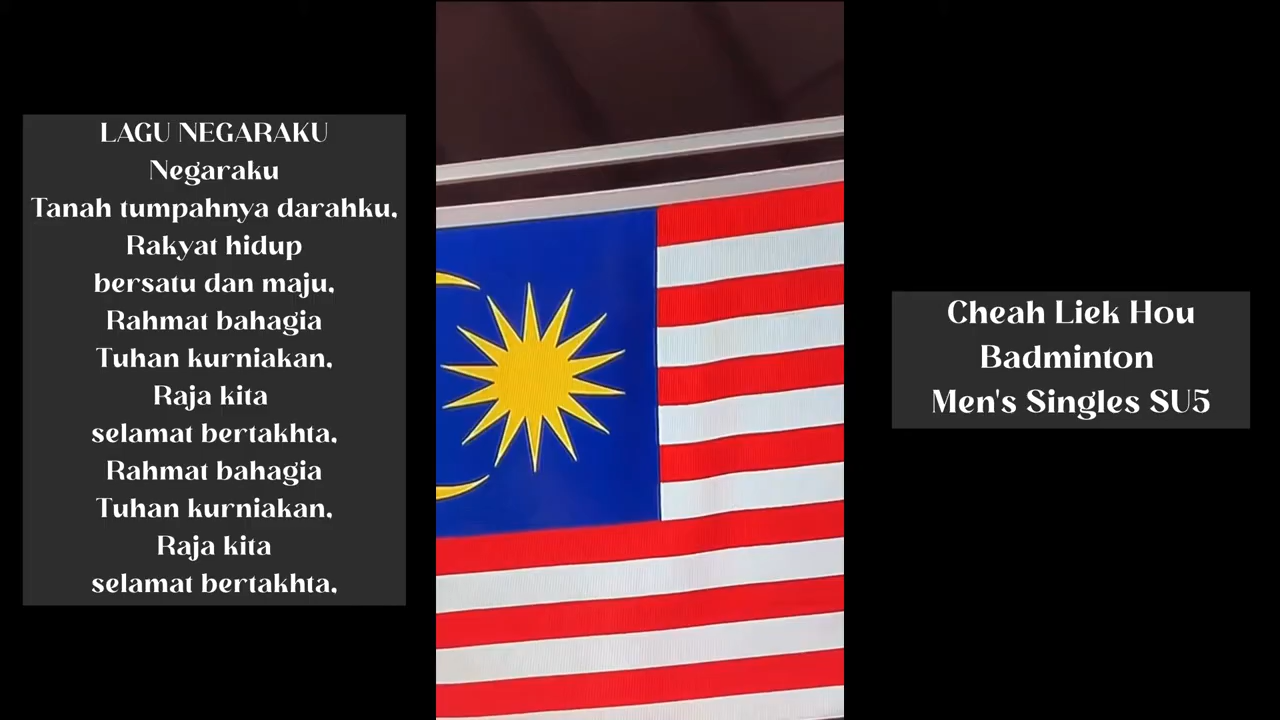 LAGU NEGARAKU
Negaraku
Tanah tumpahnya darahku,
Rakyat hidup
bersatu dan maju,
Rahmat bahagia
Tuhan kurniakan,
Raja kita
selamat bertakhta,
Rahmat bahagia
Tuhan kurniakan,
Raja kita
selamat bertakhta,
Cheah Liek Hou
Badminton
Men's Singles SU5